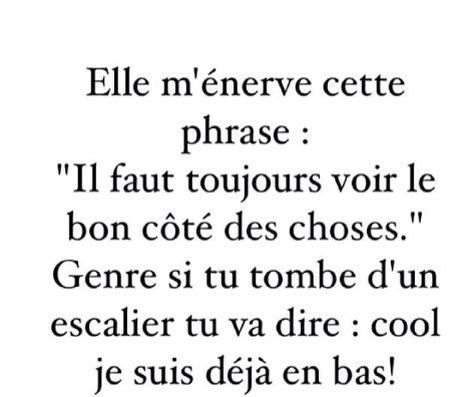 Elle m'énerve cette
phrase :
"Il faut toujours voir le
bon côté des choses."
Genre si tu tombe d'un
escalier tu va dire : cool
je suis déjà en bas!